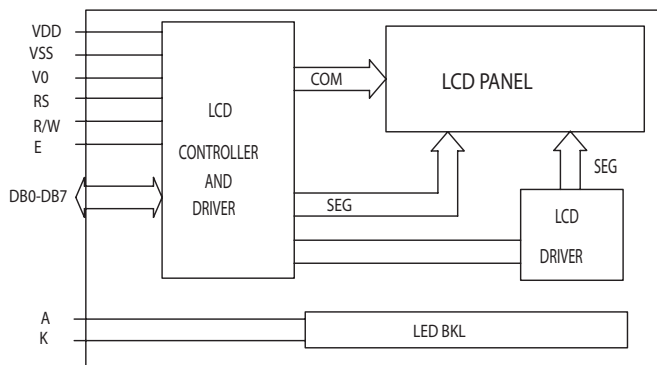 VDD
VSS
V0
RS
R/W
E
DB0-DB7
A
K
LCD
CONTROLLER
AND
DRIVER
COM
SEG
LCD PANEL
SEG
LCD
DRIVER
LED BKL